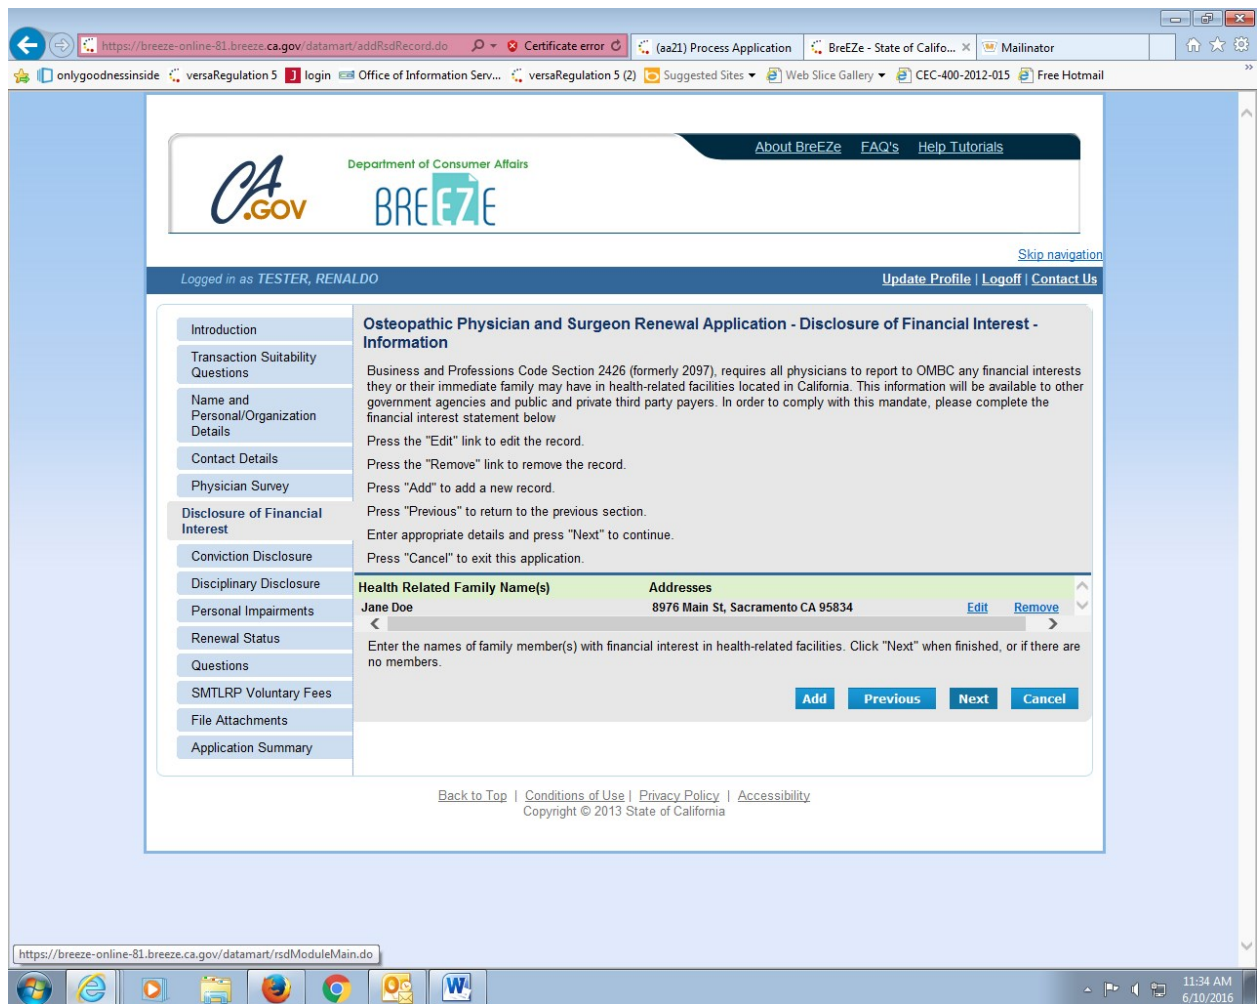 https://breeze-online-81.breeze.ca.gov/datamart/addRsdRecord.do Certificate error (aa21) Process Application BreEZe - State of Califo... Mailinator
onlygoodnessinside versaRegulation 5 login Office of Information Serv... versaRegulation 5 (2) Suggested Sites Web Slice Gallery CEC-400-2012-015 Free Hotmail
About BreEZe FAQ's Help Tutorials
CA.GOV
Department of Consumer Affairs
BREEZE
Skip navigation
Logged in as TESTER, RENALDO Update Profile | Logoff | Contact Us
Introduction
Transaction Suitability
Questions
Name and
Personal/Organization
Details
Contact Details
Physician Survey
Disclosure of Financial
Interest
Conviction Disclosure
Disciplinary Disclosure
Personal Impairments
Renewal Status
Questions
SMTLRP Voluntary Fees
File Attachments
Application Summary
Osteopathic Physician and Surgeon Renewal Application - Disclosure of Financial Interest -
Information
Business and Professions Code Section 2426 (formerly 2097), requires all physicians to report to OMBC any financial interests
they or their immediate family may have in health-related facilities located in California. This information will be available to other
government agencies and public and private third party payers. In order to comply with this mandate, please complete the
financial interest statement below
Press the "Edit" link to edit the record.
Press the "Remove" link to remove the record.
Press "Add" to add a new record.
Press "Previous" to return to the previous section.
Enter appropriate details and press "Next" to continue.
Press "Cancel" to exit this application.
Health Related Family Name(s) Addresses
Jane Doe 8976 Main St, Sacramento CA 95834 Edit Remove
Enter the names of family member(s) with financial interest in health-related facilities. Click "Next" when finished, or if there are
no members.
Add Previous Next Cancel
Back to Top | Conditions of Use | Privacy Policy | Accessibility
Copyright © 2013 State of California
https://breeze-online-81.breeze.ca.gov/datamart/rsdModuleMain.do
11:34 AM
6/10/2016